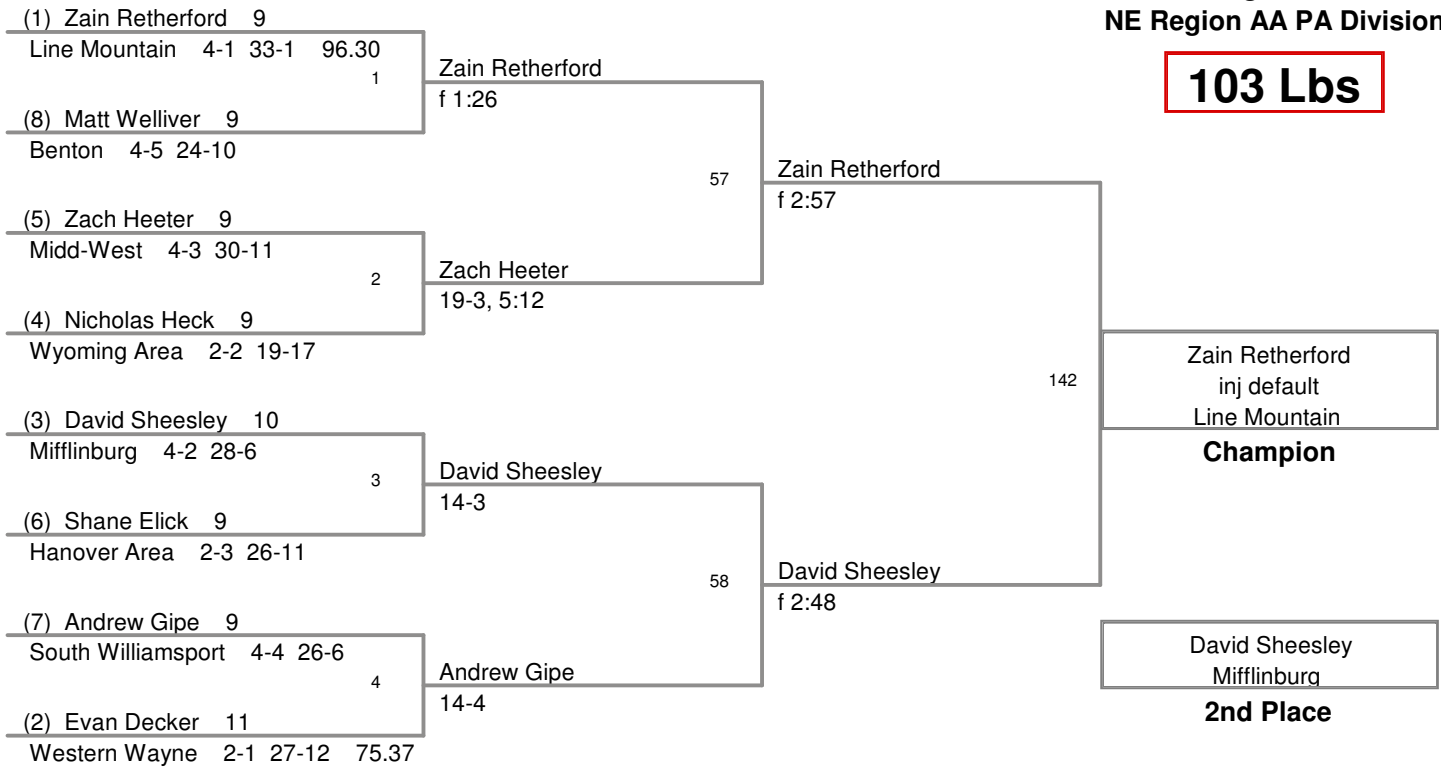 NE Region AA PA Division
103 Lbs
(1) Zain Retherford 9
Line Mountain 4-1 33-1 96.30
1
(8) Matt Welliver 9
Benton 4-5 24-10
(5) Zach Heeter 9
Midd-West 4-3 30-11
2
(4) Nicholas Heck 9
Wyoming Area 2-2 19-17
(3) David Sheesley 10
Mifflinburg 4-2 28-6
3
(6) Shane Elick 9
Hanover Area 2-3 26-11
(7) Andrew Gipe 9
South Williamsport 4-4 26-6
4
(2) Evan Decker 11
Western Wayne 2-1 27-12 75.37
Zain Retherford
f 1:26
57
Zach Heeter
19-3, 5:12
David Sheesley
14-3
58
Andrew Gipe
14-4
Zain Retherford
f 2:57
142
David Sheesley
f 2:48
Zain Retherford
inj default
Line Mountain
Champion
David Sheesley
Mifflinburg
2nd Place